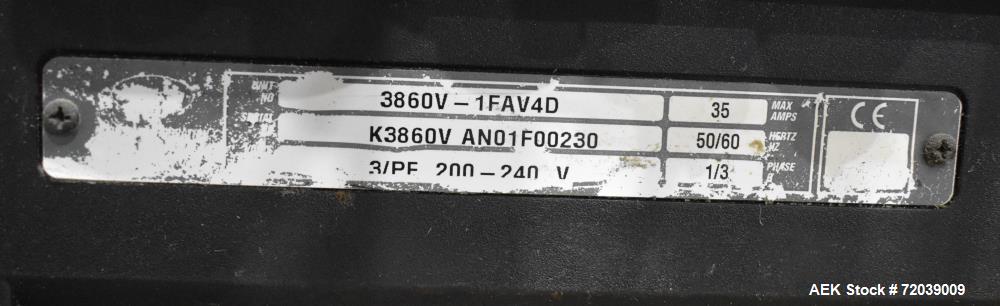 3860V-1FAV4D 35 MAX AMPS
NO
K3860V AN01F00230 50/60 HERTZ HZ
3/PE 200-240 V 1/3 PHASE
CE
AEK Stock # 72039009